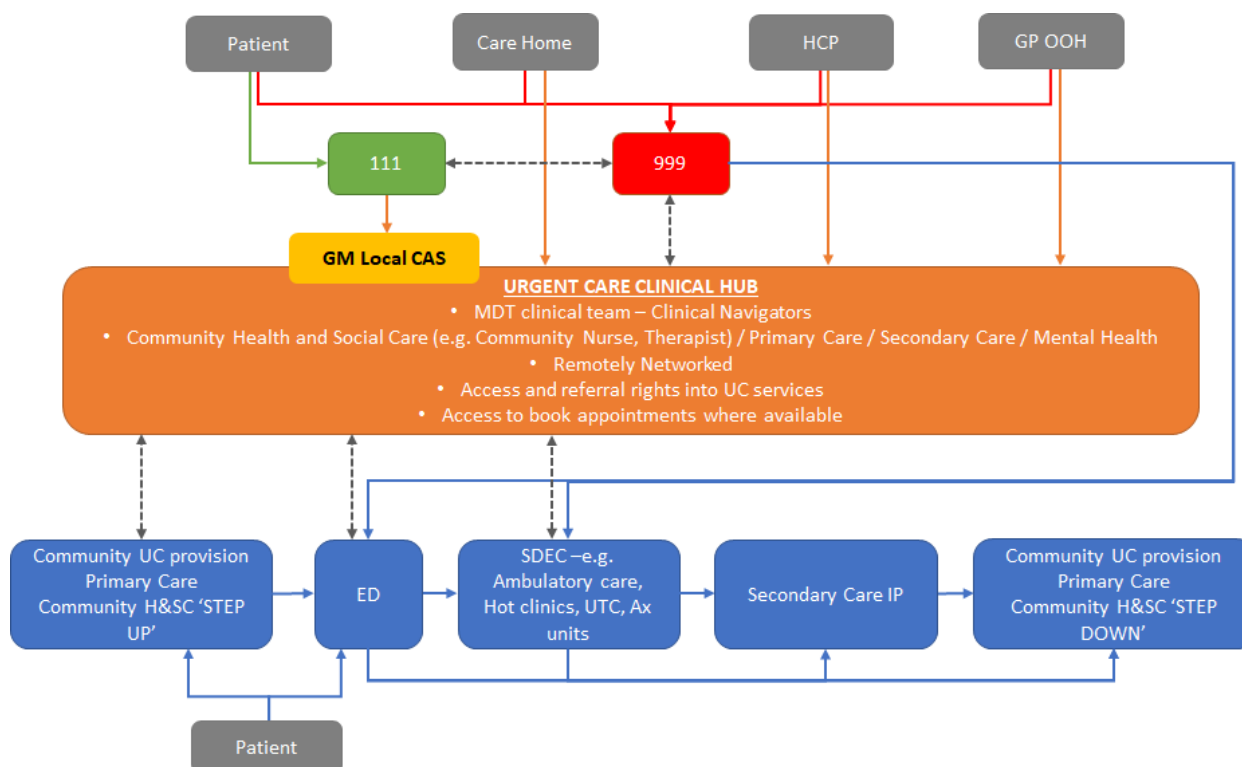 Patient
Care Home
HCP
GP OOH
111
999
GM Local CAS
URGENT CARE CLINICAL HUB
• MDT clinical team – Clinical Navigators
• Community Health and Social Care (e.g. Community Nurse, Therapist) / Primary Care / Secondary Care / Mental Health
• Remotely Networked
• Access and referral rights into UC services
• Access to book appointments where available
Community UC provision
Primary Care
Community H&SC ‘STEP
UP’
ED
SDEC –e.g.
Ambulatory care,
Hot clinics, UTC, Ax
units
Secondary Care IP
Community UC provision
Primary Care
Community H&SC ‘STEP
DOWN’
Patient